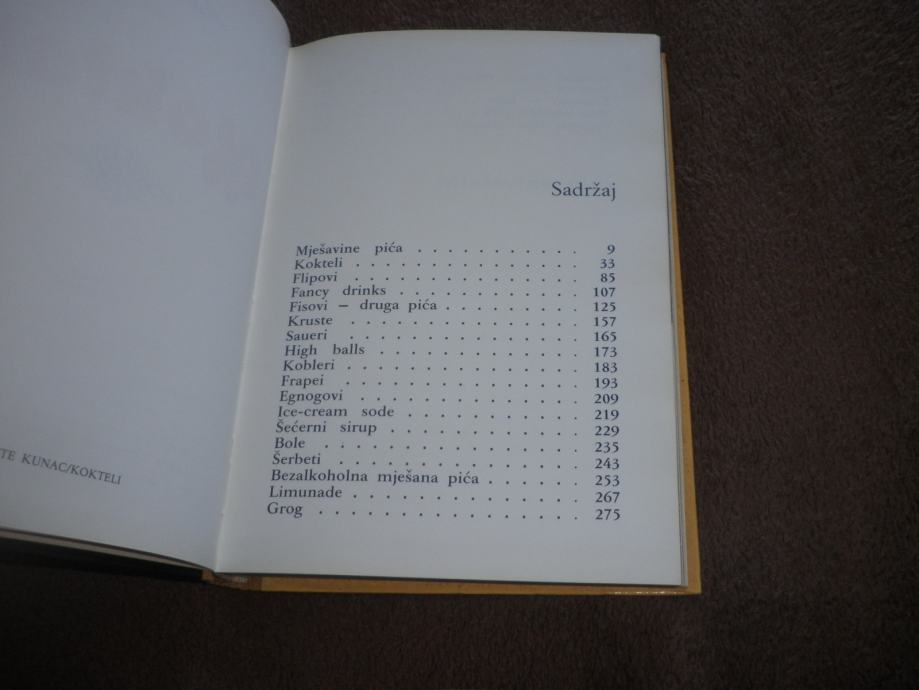 TE KUNAC/KOKTELI
Sadržaj
Mješavine pića . . . . . . . . . . . 9
Kokteli . . . . . . . . . . . . . . . 33
Flipovi . . . . . . . . . . . . . . . 85
Fancy drinks . . . . . . . . . . . . 107
Fisovi — druga pića . . . . . . . . . 125
Kruste . . . . . . . . . . . . . . . 157
Saueri . . . . . . . . . . . . . . . 165
High balls . . . . . . . . . . . . . 173
Kobleri . . . . . . . . . . . . . . . 183
Frapei . . . . . . . . . . . . . . . 193
Egnogovi . . . . . . . . . . . . . . 209
Ice-cream sode . . . . . . . . . . . 219
Šećerni sirup . . . . . . . . . . . . 229
Bole . . . . . . . . . . . . . . . . 235
Šerbeti . . . . . . . . . . . . . . . 243
Bezalkoholna mješana pića . . . . . . 253
Limunade . . . . . . . . . . . . . . 267
Grog . . . . . . . . . . . . . . . . 275